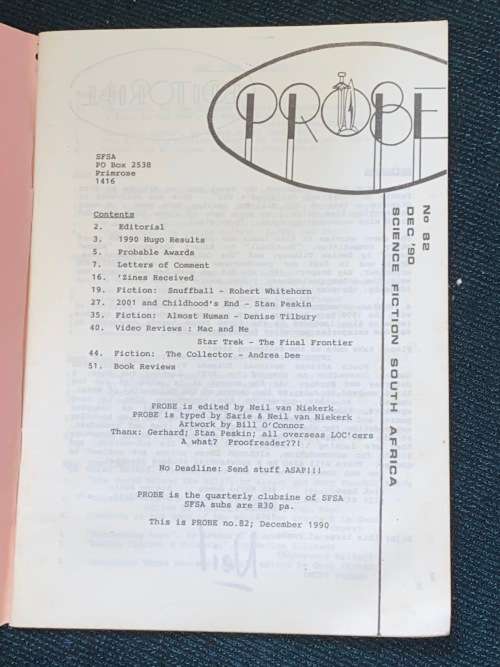 PROBE
No 82
DEC '90
SCIENCE FICTION SOUTH AFRICA
SFSA
PO Box 2538
Primrose
1416
Contents
2. Editorial
3. 1990 Hugo Results
5. Probable Awards
7. Letters of Comment
16. 'Zines Received
19. Fiction: Snuffball - Robert Whitehorn
27. 2001 and Childhood's End - Stan Peskin
35. Fiction: Almost Human - Denise Tilbury
40. Video Reviews : Mac and Me
Star Trek - The Final Frontier
44. Fiction: The Collector - Andrea Dee
51. Book Reviews
PROBE is edited by Neil van Niekerk
PROBE is typed by Sarie & Neil van Niekerk
Artwork by Bill O'Connor
Thanx: Gerhard; Stan Peskin; all overseas LOC'cers
A what? Proofreader??!
No Deadline: Send stuff ASAP!!!
PROBE is the quarterly clubzine of SFSA
SFSA subs are R30 pa.
This is PROBE no.82; December 1990
Neil